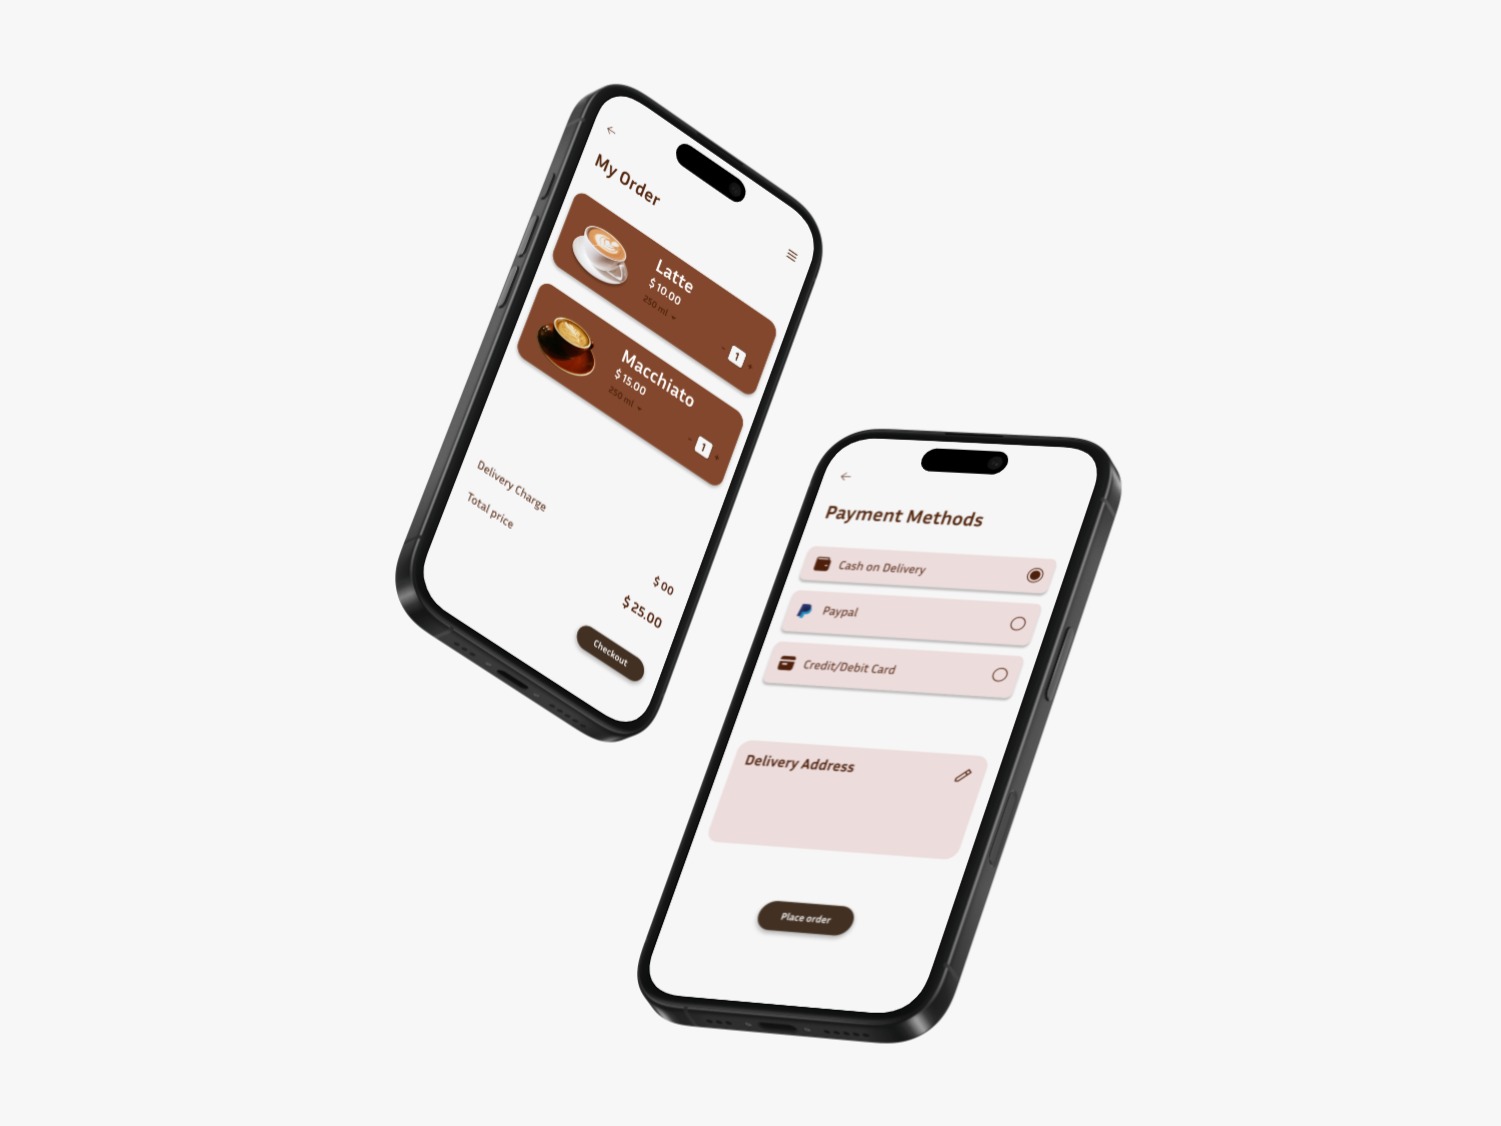 My Order
Latte
$ 10.00
250 ml
- 1 +
Macchiato
$ 15.00
250 ml
- 1 +
Delivery Charge
$ 00
Total price
$ 25.00
Checkout
Payment Methods
Cash on Delivery
Paypal
Credit/Debit Card
Delivery Address
Place order